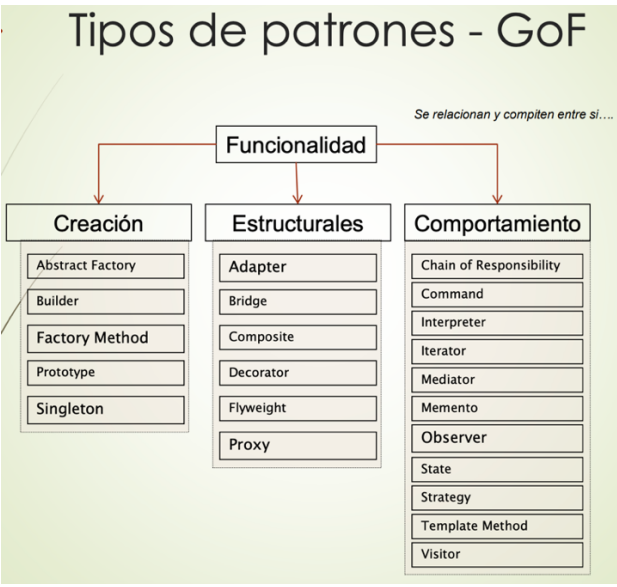 Tipos de patrones - GoF
Se relacionan y compiten entre si....
Funcionalidad
Creación
Abstract Factory
Builder
Factory Method
Prototype
Singleton
Estructurales
Adapter
Bridge
Composite
Decorator
Flyweight
Proxy
Comportamiento
Chain of Responsibility
Command
Interpreter
Iterator
Mediator
Memento
Observer
State
Strategy
Template Method
Visitor